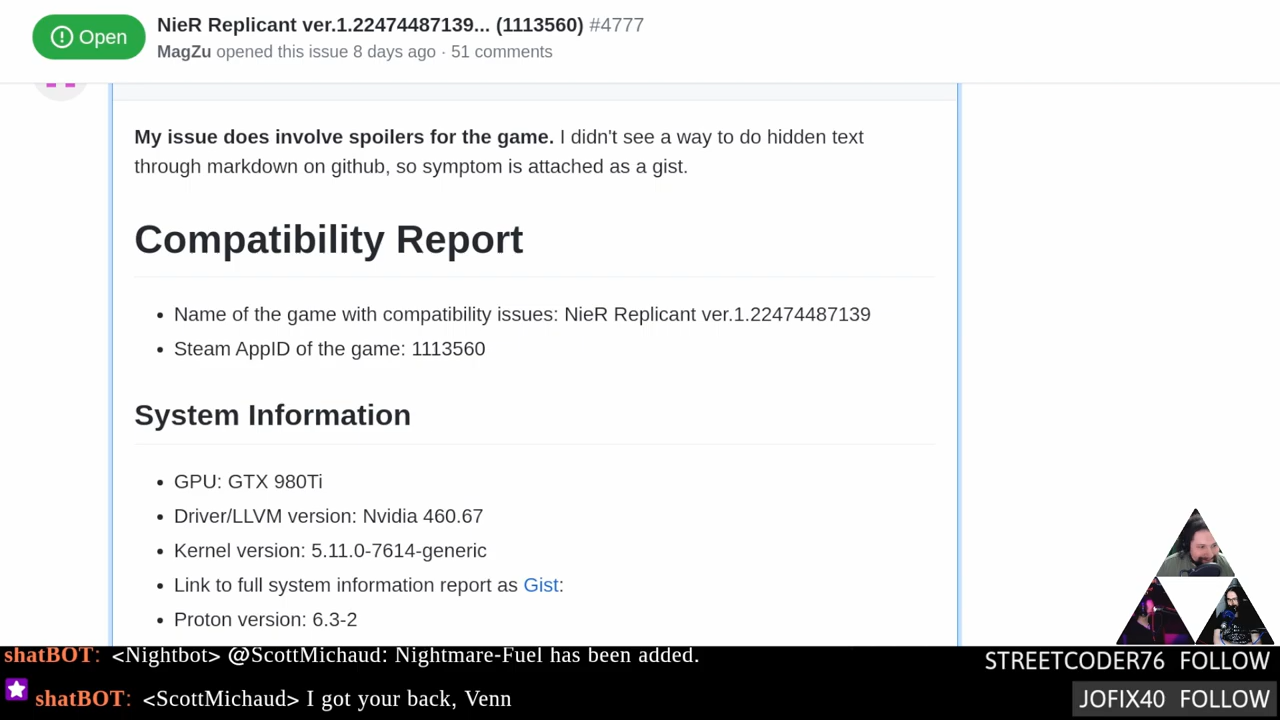 Open
NieR Replicant ver.1.22474487139... (1113560) #4777
MagZu opened this issue 8 days ago · 51 comments
My issue does involve spoilers for the game. I didn't see a way to do hidden text
through markdown on github, so symptom is attached as a gist.
Compatibility Report
• Name of the game with compatibility issues: NieR Replicant ver.1.22474487139
• Steam AppID of the game: 1113560
System Information
• GPU: GTX 980Ti
• Driver/LLVM version: Nvidia 460.67
• Kernel version: 5.11.0-7614-generic
• Link to full system information report as Gist:
• Proton version: 6.3-2
shatBOT: <Nightbot> @ScottMichaud: Nightmare-Fuel has been added.
shatBOT: <ScottMichaud> I got your back, Venn
STREETCODER76 FOLLOW
JOFIX40 FOLLOW